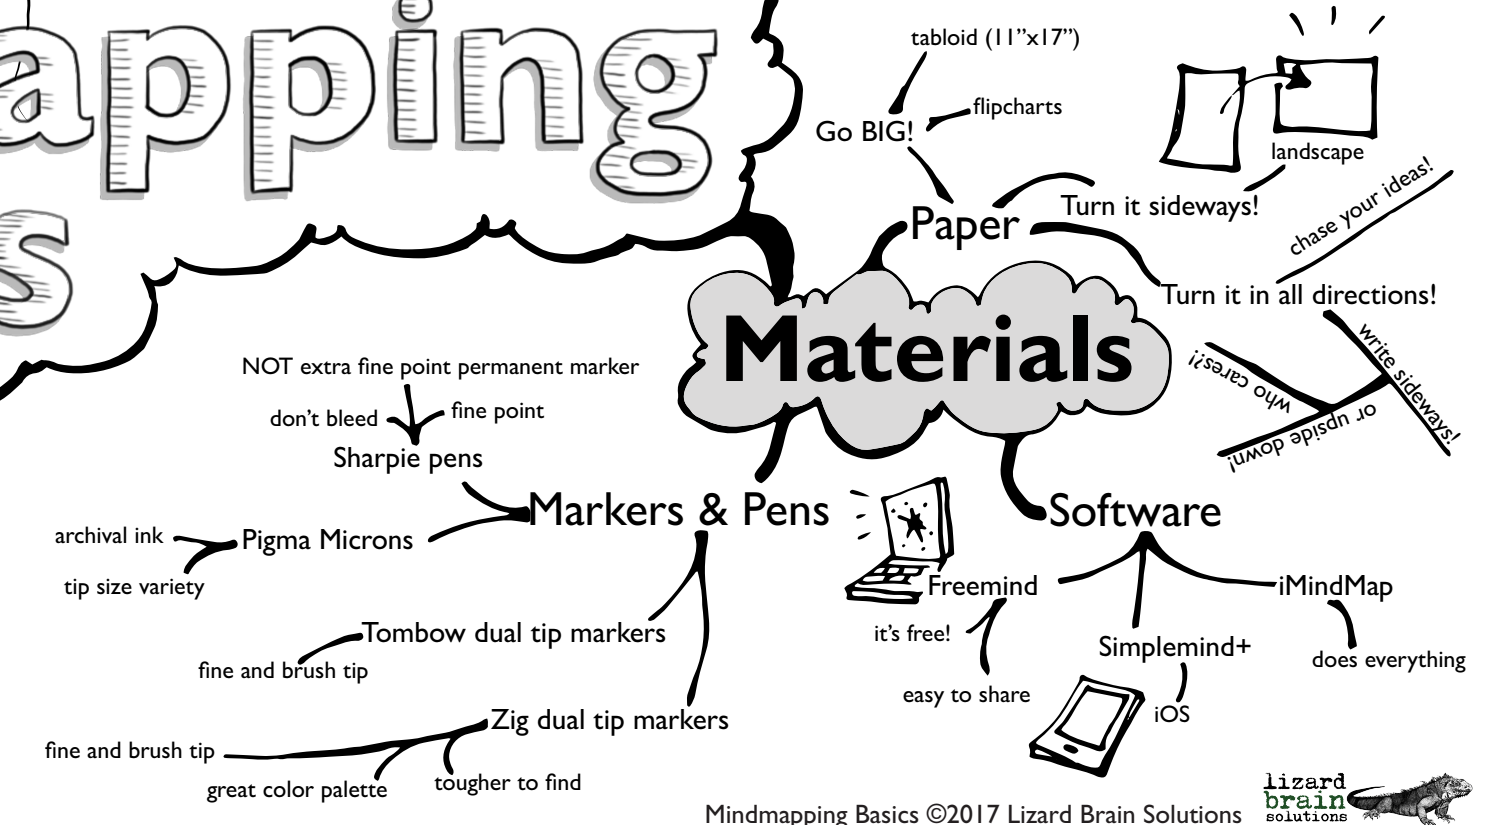 apping
s
tabloid (11”x17”)
flipcharts
Go BIG!
landscape
Paper
Turn it sideways!
chase your ideas!
Turn it in all directions!
write sideways!
or upside down!
who cares?!
Materials
NOT extra fine point permanent marker
don’t bleed
fine point
Sharpie pens
Markers & Pens
archival ink
Pigma Microns
tip size variety
Tombow dual tip markers
fine and brush tip
Zig dual tip markers
fine and brush tip
great color palette
tougher to find
Software
Freemind
it’s free!
easy to share
Simplemind+
iOS
iMindMap
does everything
Mindmapping Basics ©2017 Lizard Brain Solutions
lizard
brain
solutions